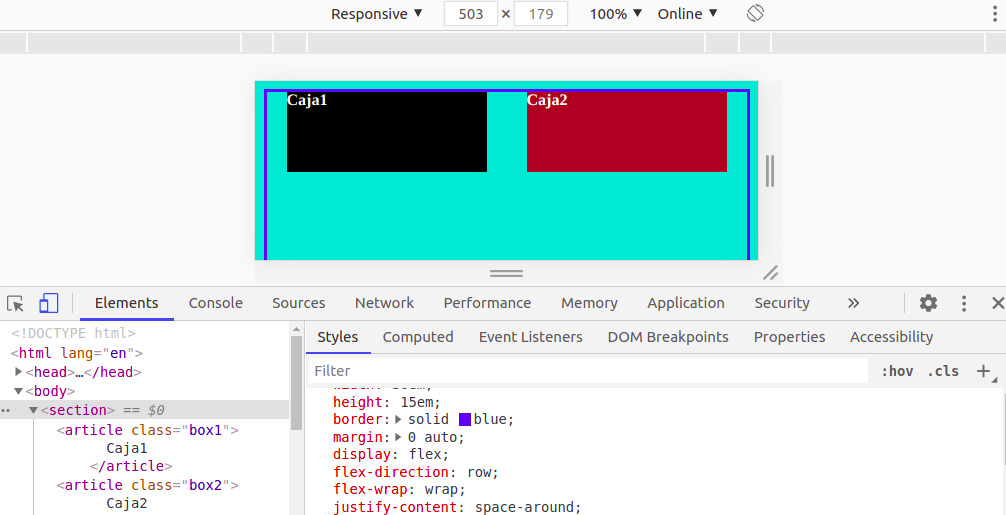 Responsive ▼ 503 × 179 100% ▼ Online ▼
Caja1 Caja2
Elements Console Sources Network Performance Memory Application Security »
<!DOCTYPE html>
<html lang="en">
▶<head>…</head>
▼<body>
▼<section> == $0
<article class="box1">
Caja1
</article>
<article class="box2">
Caja2
Styles Computed Event Listeners DOM Breakpoints Properties Accessibility
Filter :hov .cls +
height: 15em;
border:▶solid blue;
margin:▶0 auto;
display: flex;
flex-direction: row;
flex-wrap: wrap;
justify-content: space-around;